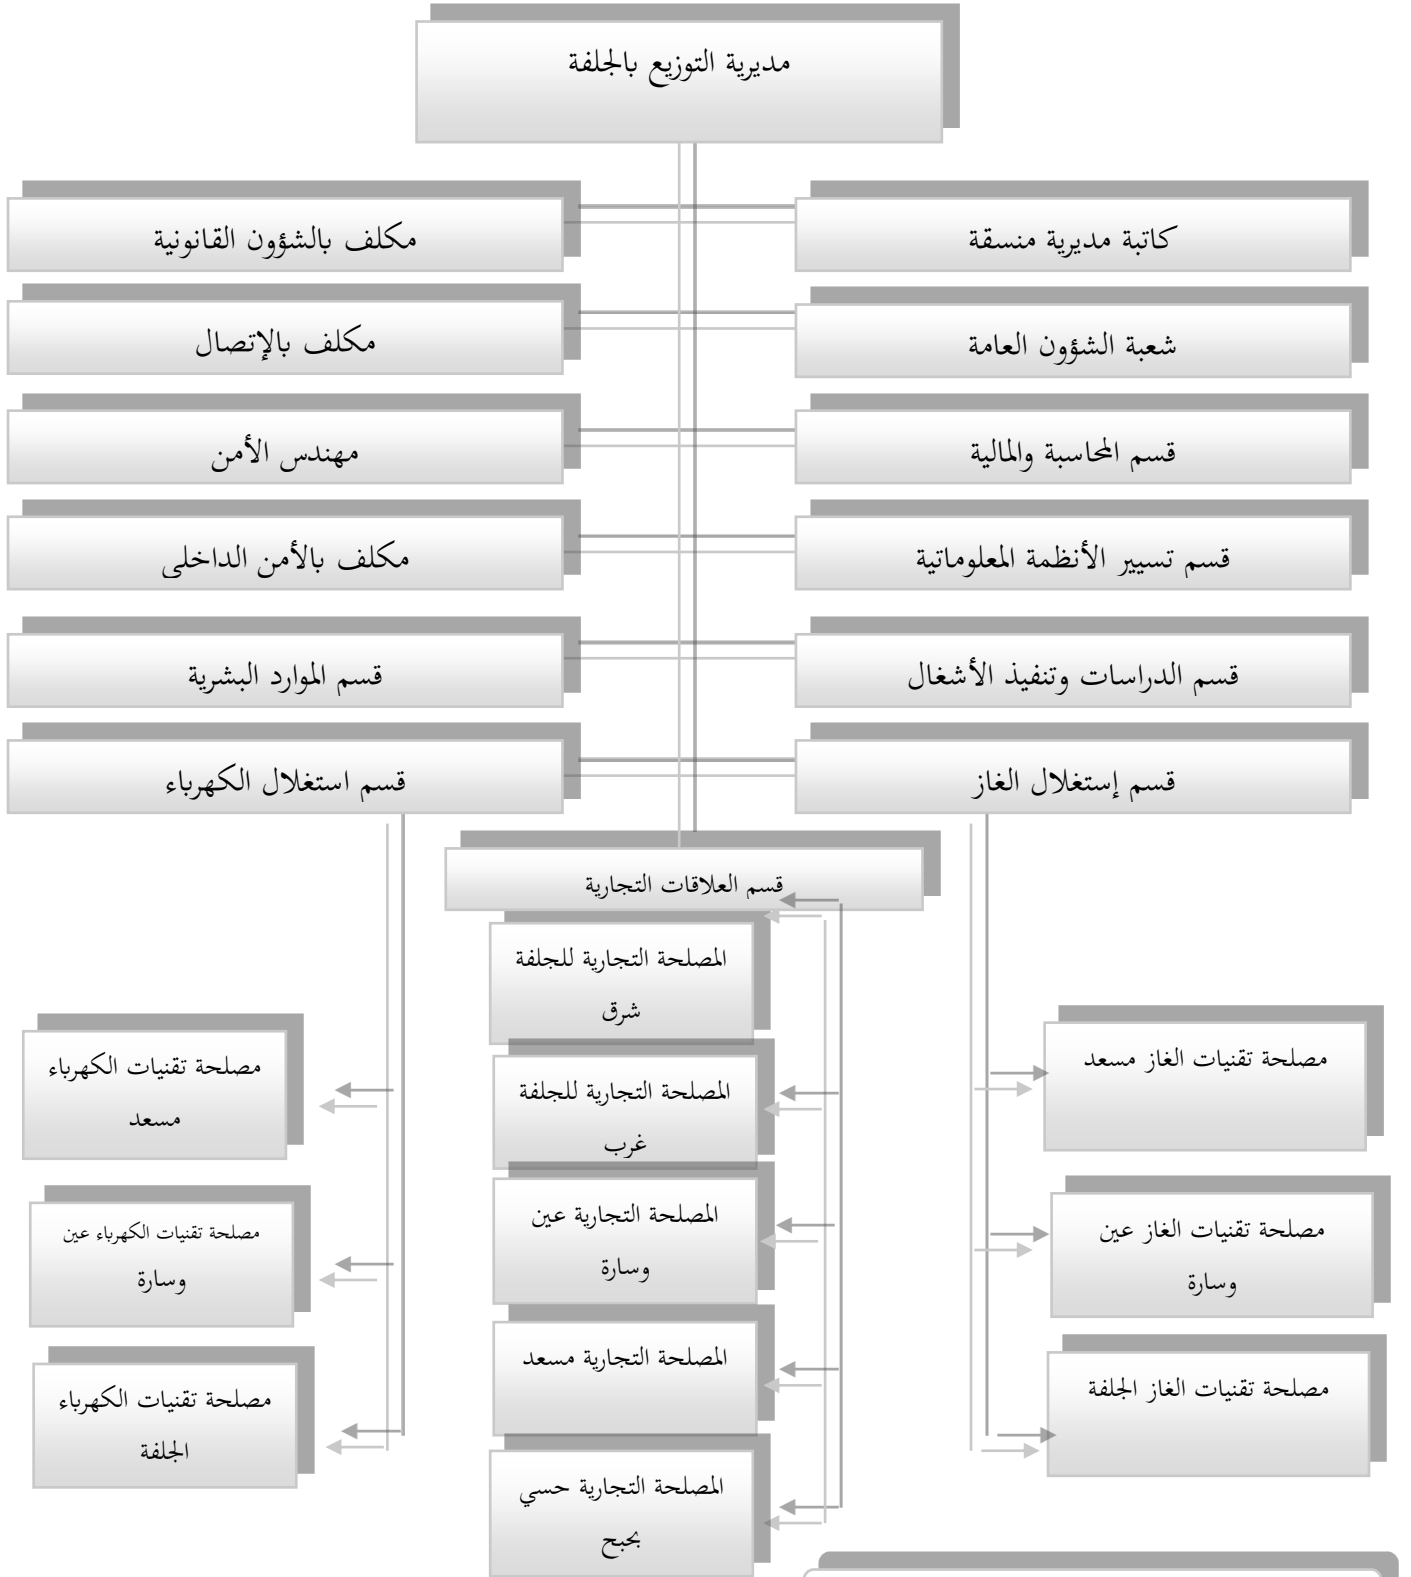 مديرية التوزيع بالجلفة
كاتبة مديرية منسقة
مكلف بالشؤون القانونية
شعبة الشؤون العامة
مكلف بالإتصال
قسم المحاسبة والمالية
مهندس الأمن
قسم تسيير الأنظمة المعلوماتية
مكلف بالأمن الداخلي
قسم الدراسات وتنفيذ الأشغال
قسم الموارد البشرية
قسم إستغلال الغاز
قسم استغلال الكهرباء
قسم العلاقات التجارية
مصلحة تقنيات الغاز مسعد
مصلحة تقنيات الغاز عين
وسارة
مصلحة تقنيات الغاز الجلفة
المصلحة التجارية للجلفة
شرق
المصلحة التجارية للجلفة
غرب
المصلحة التجارية عين
وسارة
المصلحة التجارية مسعد
المصلحة التجارية حسي
بحبح
مصلحة تقنيات الكهرباء
مسعد
مصلحة تقنيات الكهرباء عين
وسارة
مصلحة تقنيات الكهرباء
الجلفة